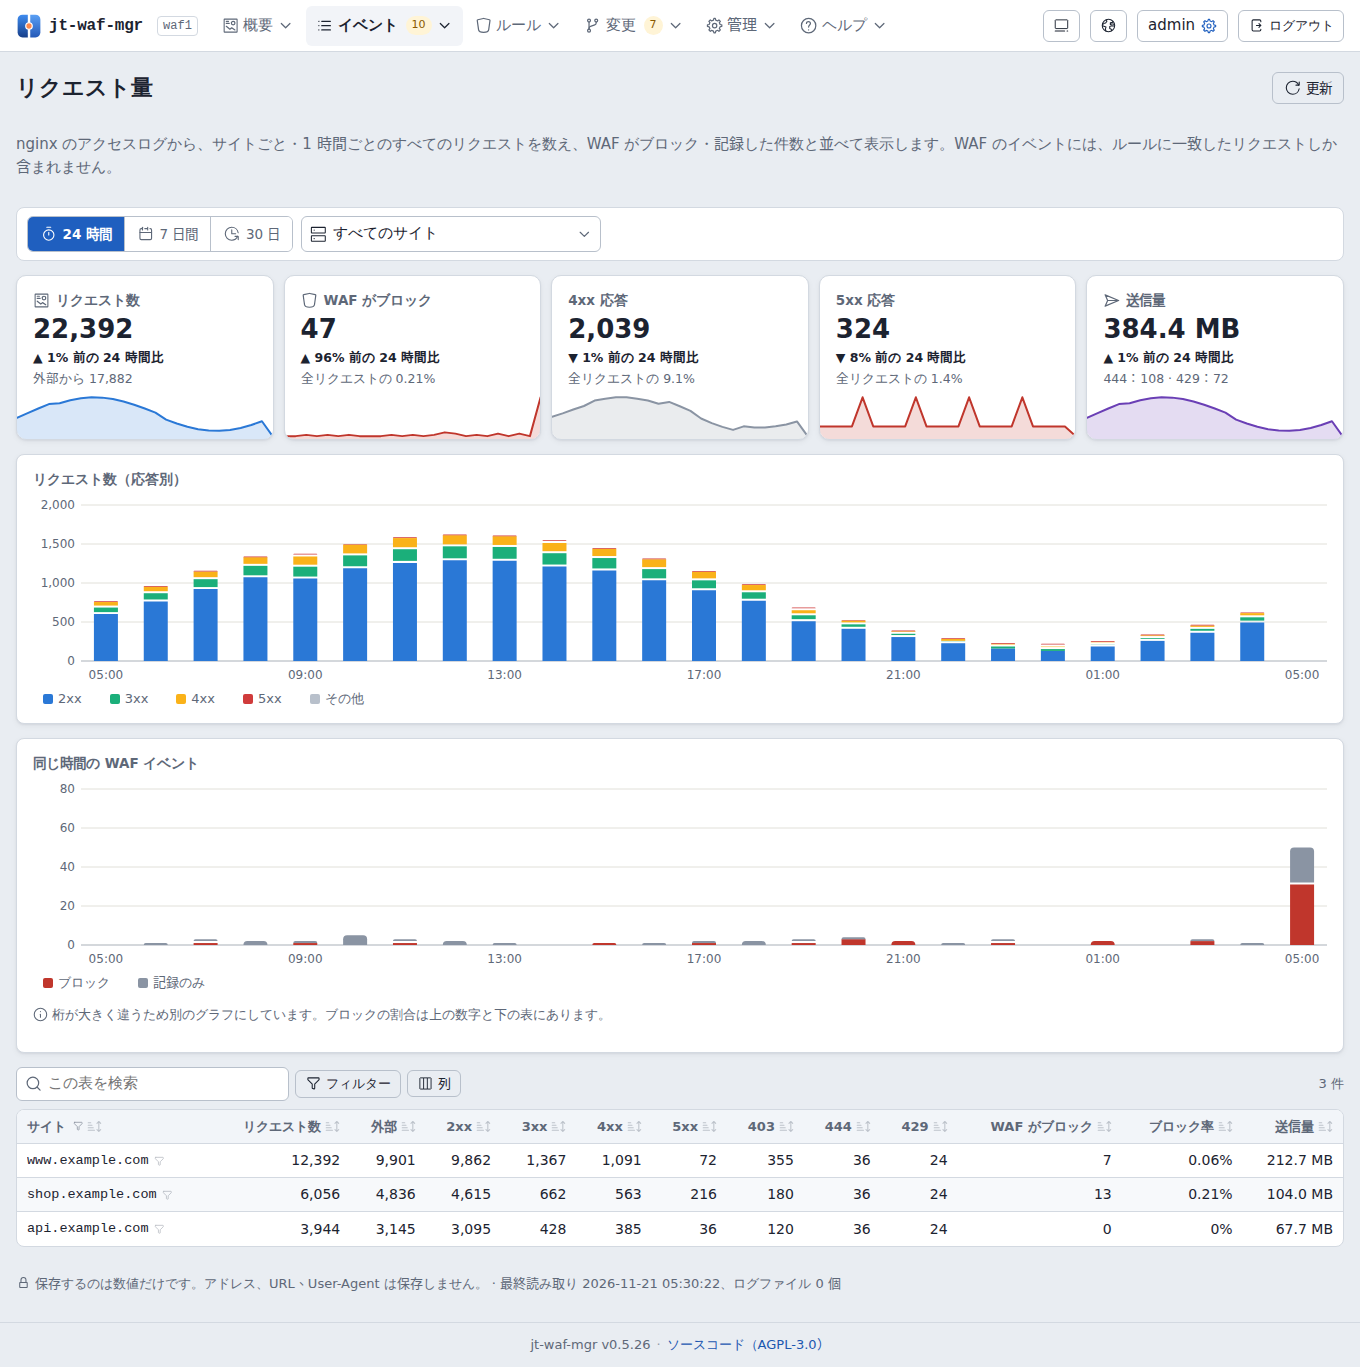 jt-waf-mgr waf1 概要 イベント 10 ルール 変更 7 管理 ヘルプ admin ログアウト
リクエスト量 更新
nginx のアクセスログから、サイトごと・1 時間ごとのすべてのリクエストを数え、WAF がブロック・記録した件数と並べて表示します。WAF のイベントには、ルールに一致したリクエストしか
含まれません。
24 時間 7 日間 30 日 すべてのサイト
リクエスト数 WAF がブロック 4xx 応答 5xx 応答 送信量
22,392 47 2,039 324 384.4 MB
▲ 1% 前の 24 時間比 ▲ 96% 前の 24 時間比 ▼ 1% 前の 24 時間比 ▼ 8% 前の 24 時間比 ▲ 1% 前の 24 時間比
外部から 17,882 全リクエストの 0.21% 全リクエストの 9.1% 全リクエストの 1.4% 444：108 · 429：72
リクエスト数（応答別）
2,000
1,500
1,000
500
0
05:00 09:00 13:00 17:00 21:00 01:00 05:00
2xx 3xx 4xx 5xx その他
同じ時間の WAF イベント
80
60
40
20
0
05:00 09:00 13:00 17:00 21:00 01:00 05:00
ブロック 記録のみ
桁が大きく違うため別のグラフにしています。ブロックの割合は上の数字と下の表にあります。
この表を検索 フィルター 列 3 件
サイト リクエスト数 外部 2xx 3xx 4xx 5xx 403 444 429 WAF がブロック ブロック率 送信量
www.example.com 12,392 9,901 9,862 1,367 1,091 72 355 36 24 7 0.06% 212.7 MB
shop.example.com 6,056 4,836 4,615 662 563 216 180 36 24 13 0.21% 104.0 MB
api.example.com 3,944 3,145 3,095 428 385 36 120 36 24 0 0% 67.7 MB
保存するのは数値だけです。アドレス、URL、User-Agent は保存しません。 · 最終読み取り 2026-11-21 05:30:22、ログファイル 0 個
jt-waf-mgr v0.5.26 · ソースコード（AGPL-3.0）